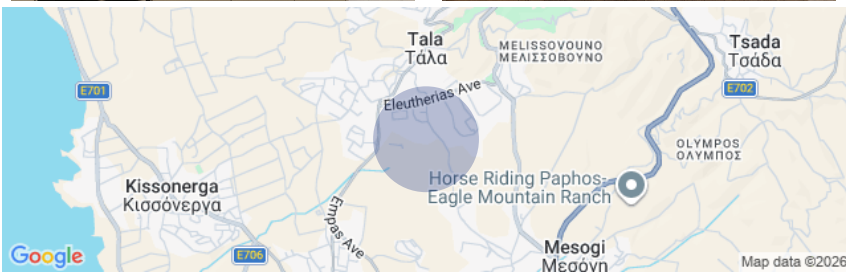 Tala
Τάλα
MELISSOVOUNO
ΜΕΛΙΣΣΟΒΟΥΝΟ
Tsada
Τσάδα
E701
Eleutherias Ave
E702
OLYMPOS
ΟΛΥΜΠΟΣ
Horse Riding Paphos-
Eagle Mountain Ranch
Kissonerga
Κισσόνεργα
Empas Ave
E706
Mesogi
Μεσόγη
Google
Map data ©2026